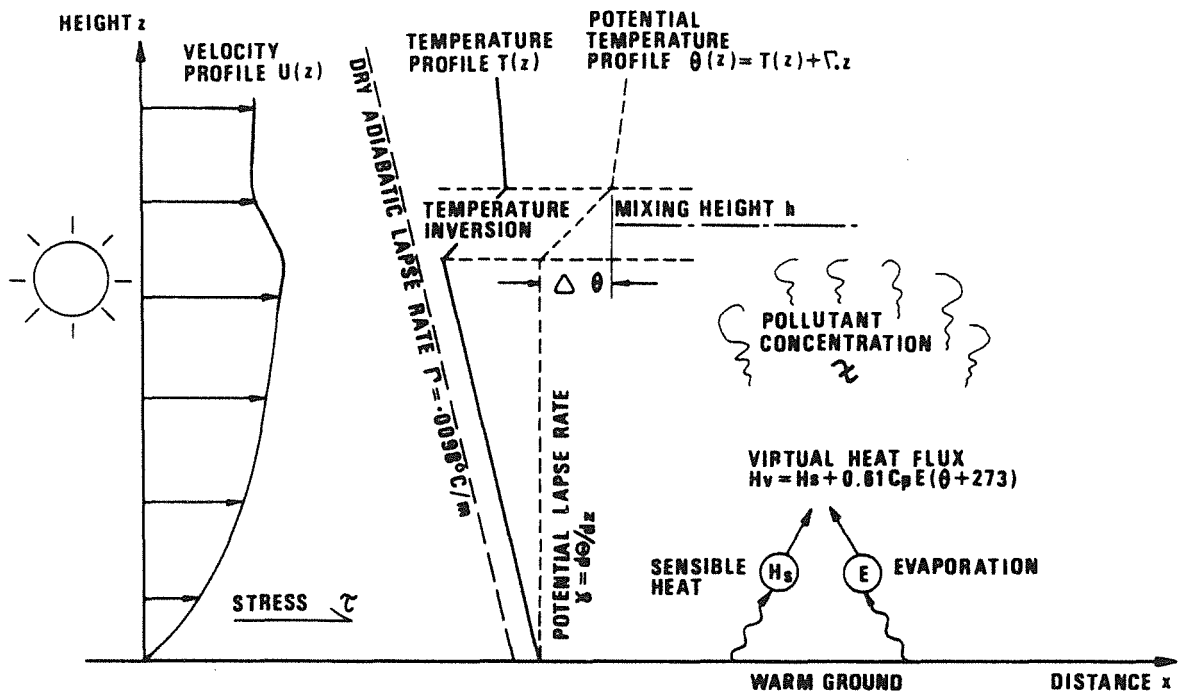 HEIGHT z
VELOCITY
PROFILE U(z)
TEMPERATURE
PROFILE T(z)
POTENTIAL
TEMPERATURE
PROFILE θ(z)= T(z)+Γ.z
DRY ADIABATIC LAPSE RATE Γ=.0098°C/m
TEMPERATURE
INVERSION
MIXING HEIGHT h
Δ θ
POLLUTANT
CONCENTRATION
χ
POTENTIAL LAPSE RATE
γ = dθ/dz
VIRTUAL HEAT FLUX
Hv = Hs + 0.61 Cp E(θ+273)
SENSIBLE
HEAT
Hs
E
EVAPORATION
STRESS τ
WARM GROUND
DISTANCE x